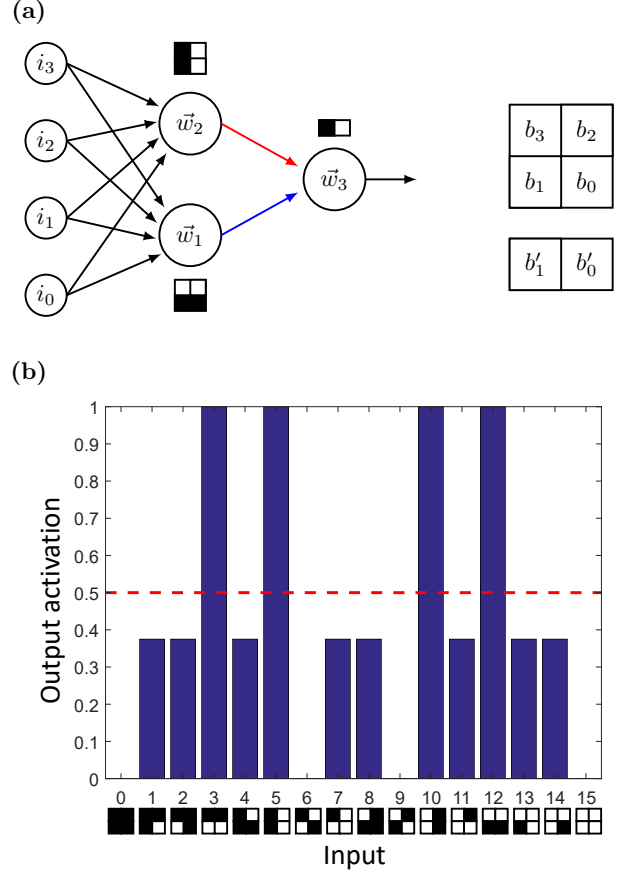 (a)
i₃
i₂
i₁
i₀
w⃗₂
w⃗₁
w⃗₃
b₃ b₂
b₁ b₀
b′₁ b′₀
(b)
Output activation
1
0.9
0.8
0.7
0.6
0.5
0.4
0.3
0.2
0.1
0
0 1 2 3 4 5 6 7 8 9 10 11 12 13 14 15
Input